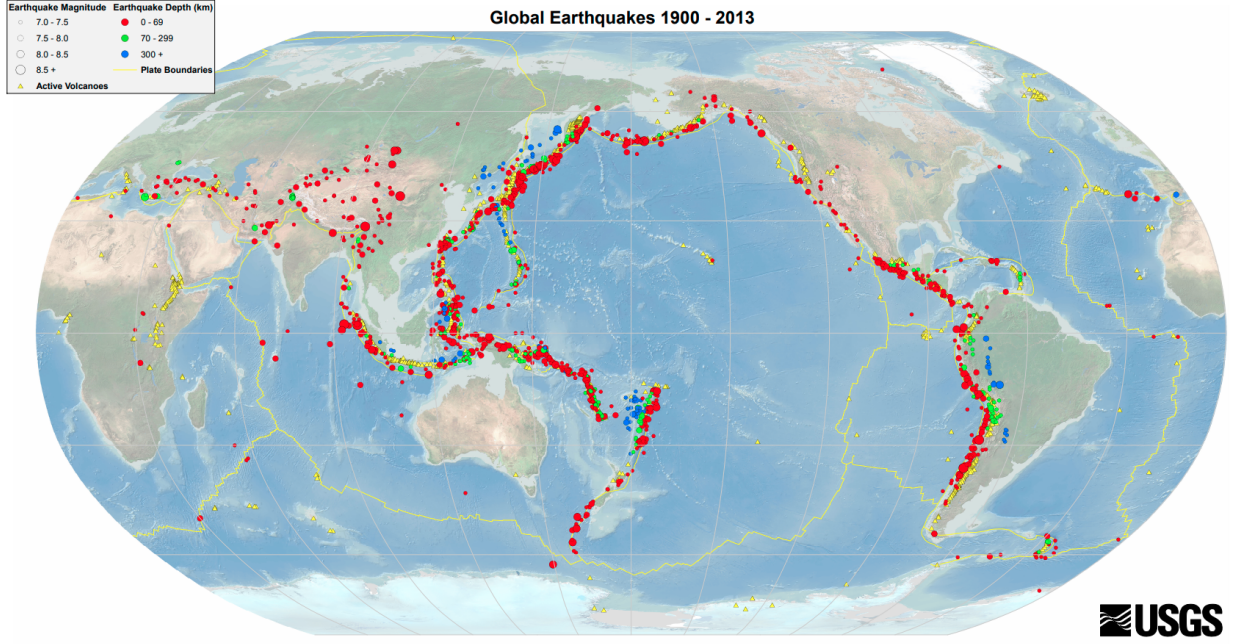 Global Earthquakes 1900 - 2013
Earthquake Magnitude
7.0 - 7.5
7.5 - 8.0
8.0 - 8.5
8.5 +
Active Volcanoes
Earthquake Depth (km)
0 - 69
70 - 299
300 +
Plate Boundaries
USGS